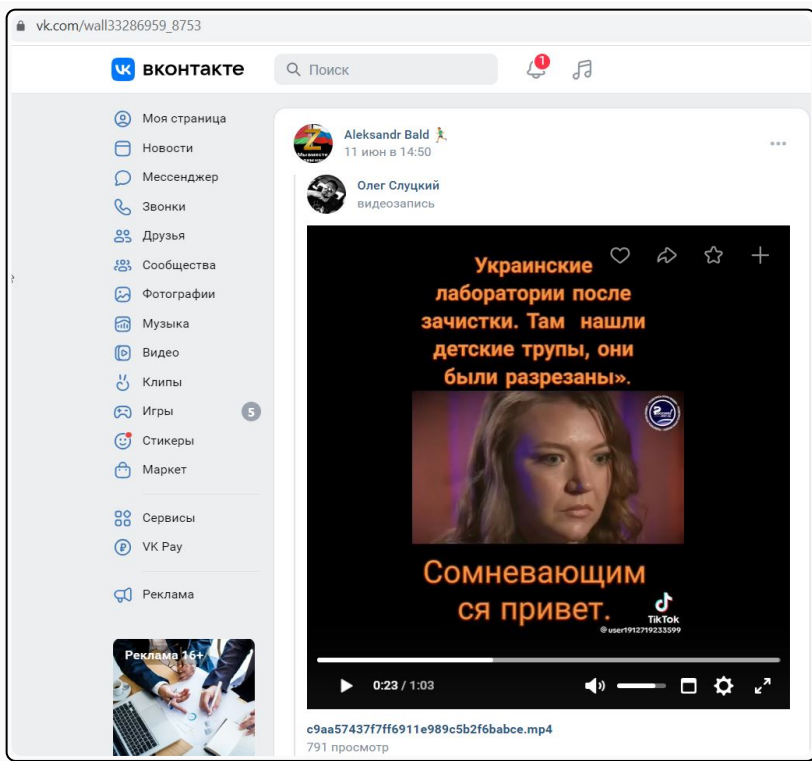 vk.com/wall33286959_8753
вконтакте
Поиск
1
Моя страница
Новости
Мессенджер
Звонки
Друзья
Сообщества
Фотографии
Музыка
Видео
Клипы
Игры 5
Стикеры
Маркет
Сервисы
VK Pay
Реклама
Реклама 16+
Aleksandr Bald
11 июн в 14:50
Олег Слуцкий
видеозапись
Украинские
лаборатории после
зачистки. Там нашли
детские трупы, они
были разрезаны».
Сомневающим
ся привет.
TikTok
@user1912719233599
0:23 / 1:03
c9aa57437f7ff6911e989c5b2f6babce.mp4
791 просмотр